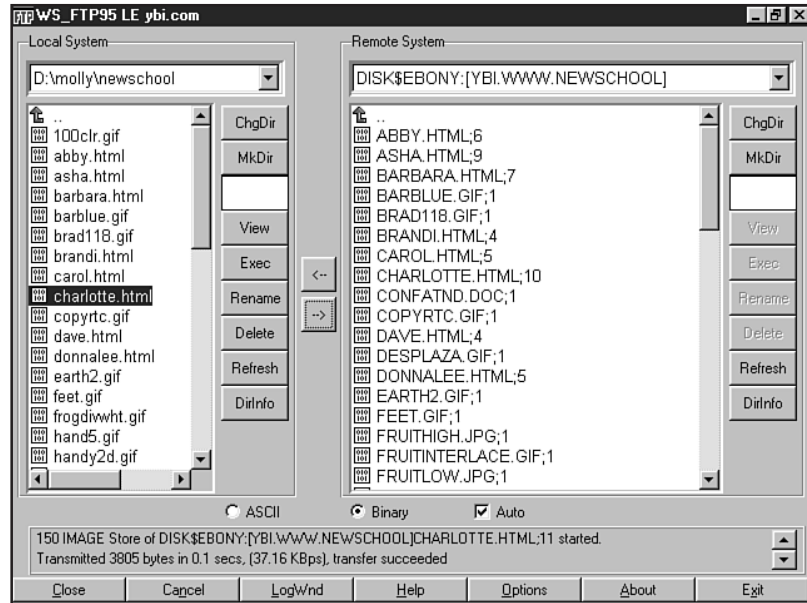 WS_FTP95 LE ybi.com
Local System
D:\molly\newschool
..
100clr.gif
abby.html
asha.html
barbara.html
barblue.gif
brad118.gif
brandi.html
carol.html
charlotte.html
copyrtc.gif
dave.html
donnalee.html
earth2.gif
feet.gif
frogdivwht.gif
hand5.gif
handy2d.gif
ChgDir
MkDir
View
Exec
Rename
Delete
Refresh
DirInfo
<--
-->
Remote System
DISK$EBONY:[YBI.WWW.NEWSCHOOL]
..
ABBY.HTML;6
ASHA.HTML;9
BARBARA.HTML;7
BARBLUE.GIF;1
BRAD118.GIF;1
BRANDI.HTML;4
CAROL.HTML;5
CHARLOTTE.HTML;10
CONFATND.DOC;1
COPYRTC.GIF;1
DAVE.HTML;4
DESPLAZA.GIF;1
DONNALEE.HTML;5
EARTH2.GIF;1
FEET.GIF;1
FRUITHIGH.JPG;1
FRUITINTERLACE.GIF;1
FRUITLOW.JPG;1
ChgDir
MkDir
View
Exec
Rename
Delete
Refresh
DirInfo
ASCII Binary Auto
150 IMAGE Store of DISK$EBONY:[YBI.WWW.NEWSCHOOL]CHARLOTTE.HTML;11 started.
Transmitted 3805 bytes in 0.1 secs, (37.16 KBps), transfer succeeded
Close Cancel LogWnd Help Options About Exit